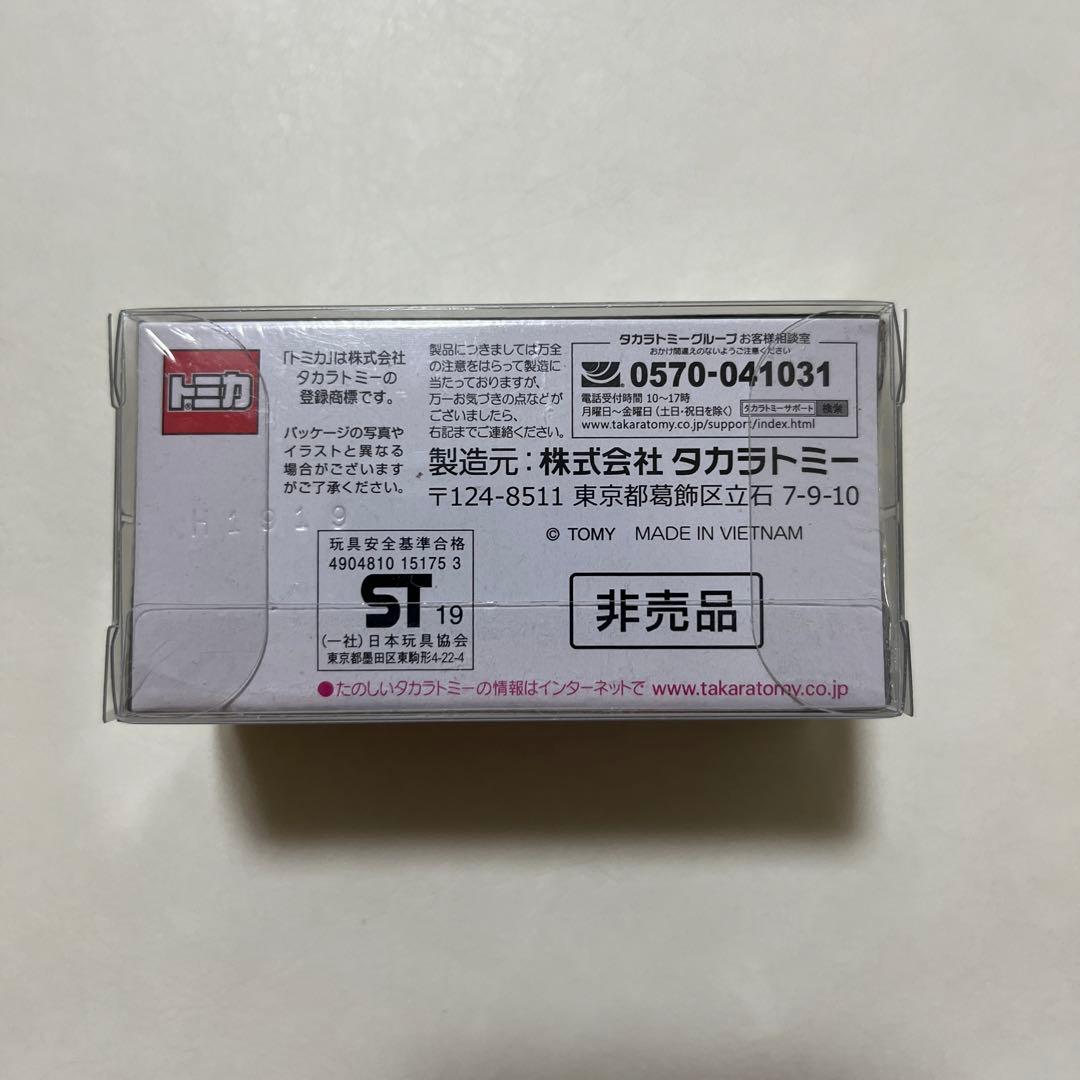 トミカ
「トミカ」は株式会社
タカラトミーの
登録商標です。
パッケージの写真や
イラストと異なる
場合がございます
がご了承ください。
製品につきましては万全
の注意をはらって製造に
当たっておりますが、
万一お気づきの点などが
ございましたら、
右記までご連絡ください。
タカラトミーグループ お客様相談室
おかけ間違えのないようご注意ください
0570-041031
電話受付時間 10〜17時
月曜日〜金曜日(土日・祝日を除く) タカラトミーサポート 検索
www.takaratomy.co.jp/support/index.html
製造元:株式会社 タカラトミー
〒124-8511 東京都葛飾区立石 7-9-10
© TOMY MADE IN VIETNAM
H1919
玩具安全基準合格
4904810 15175 3
ST 19
(一社)日本玩具協会
東京都墨田区東駒形4-22-4
非売品
●たのしいタカラトミーの情報はインターネットで www.takaratomy.co.jp